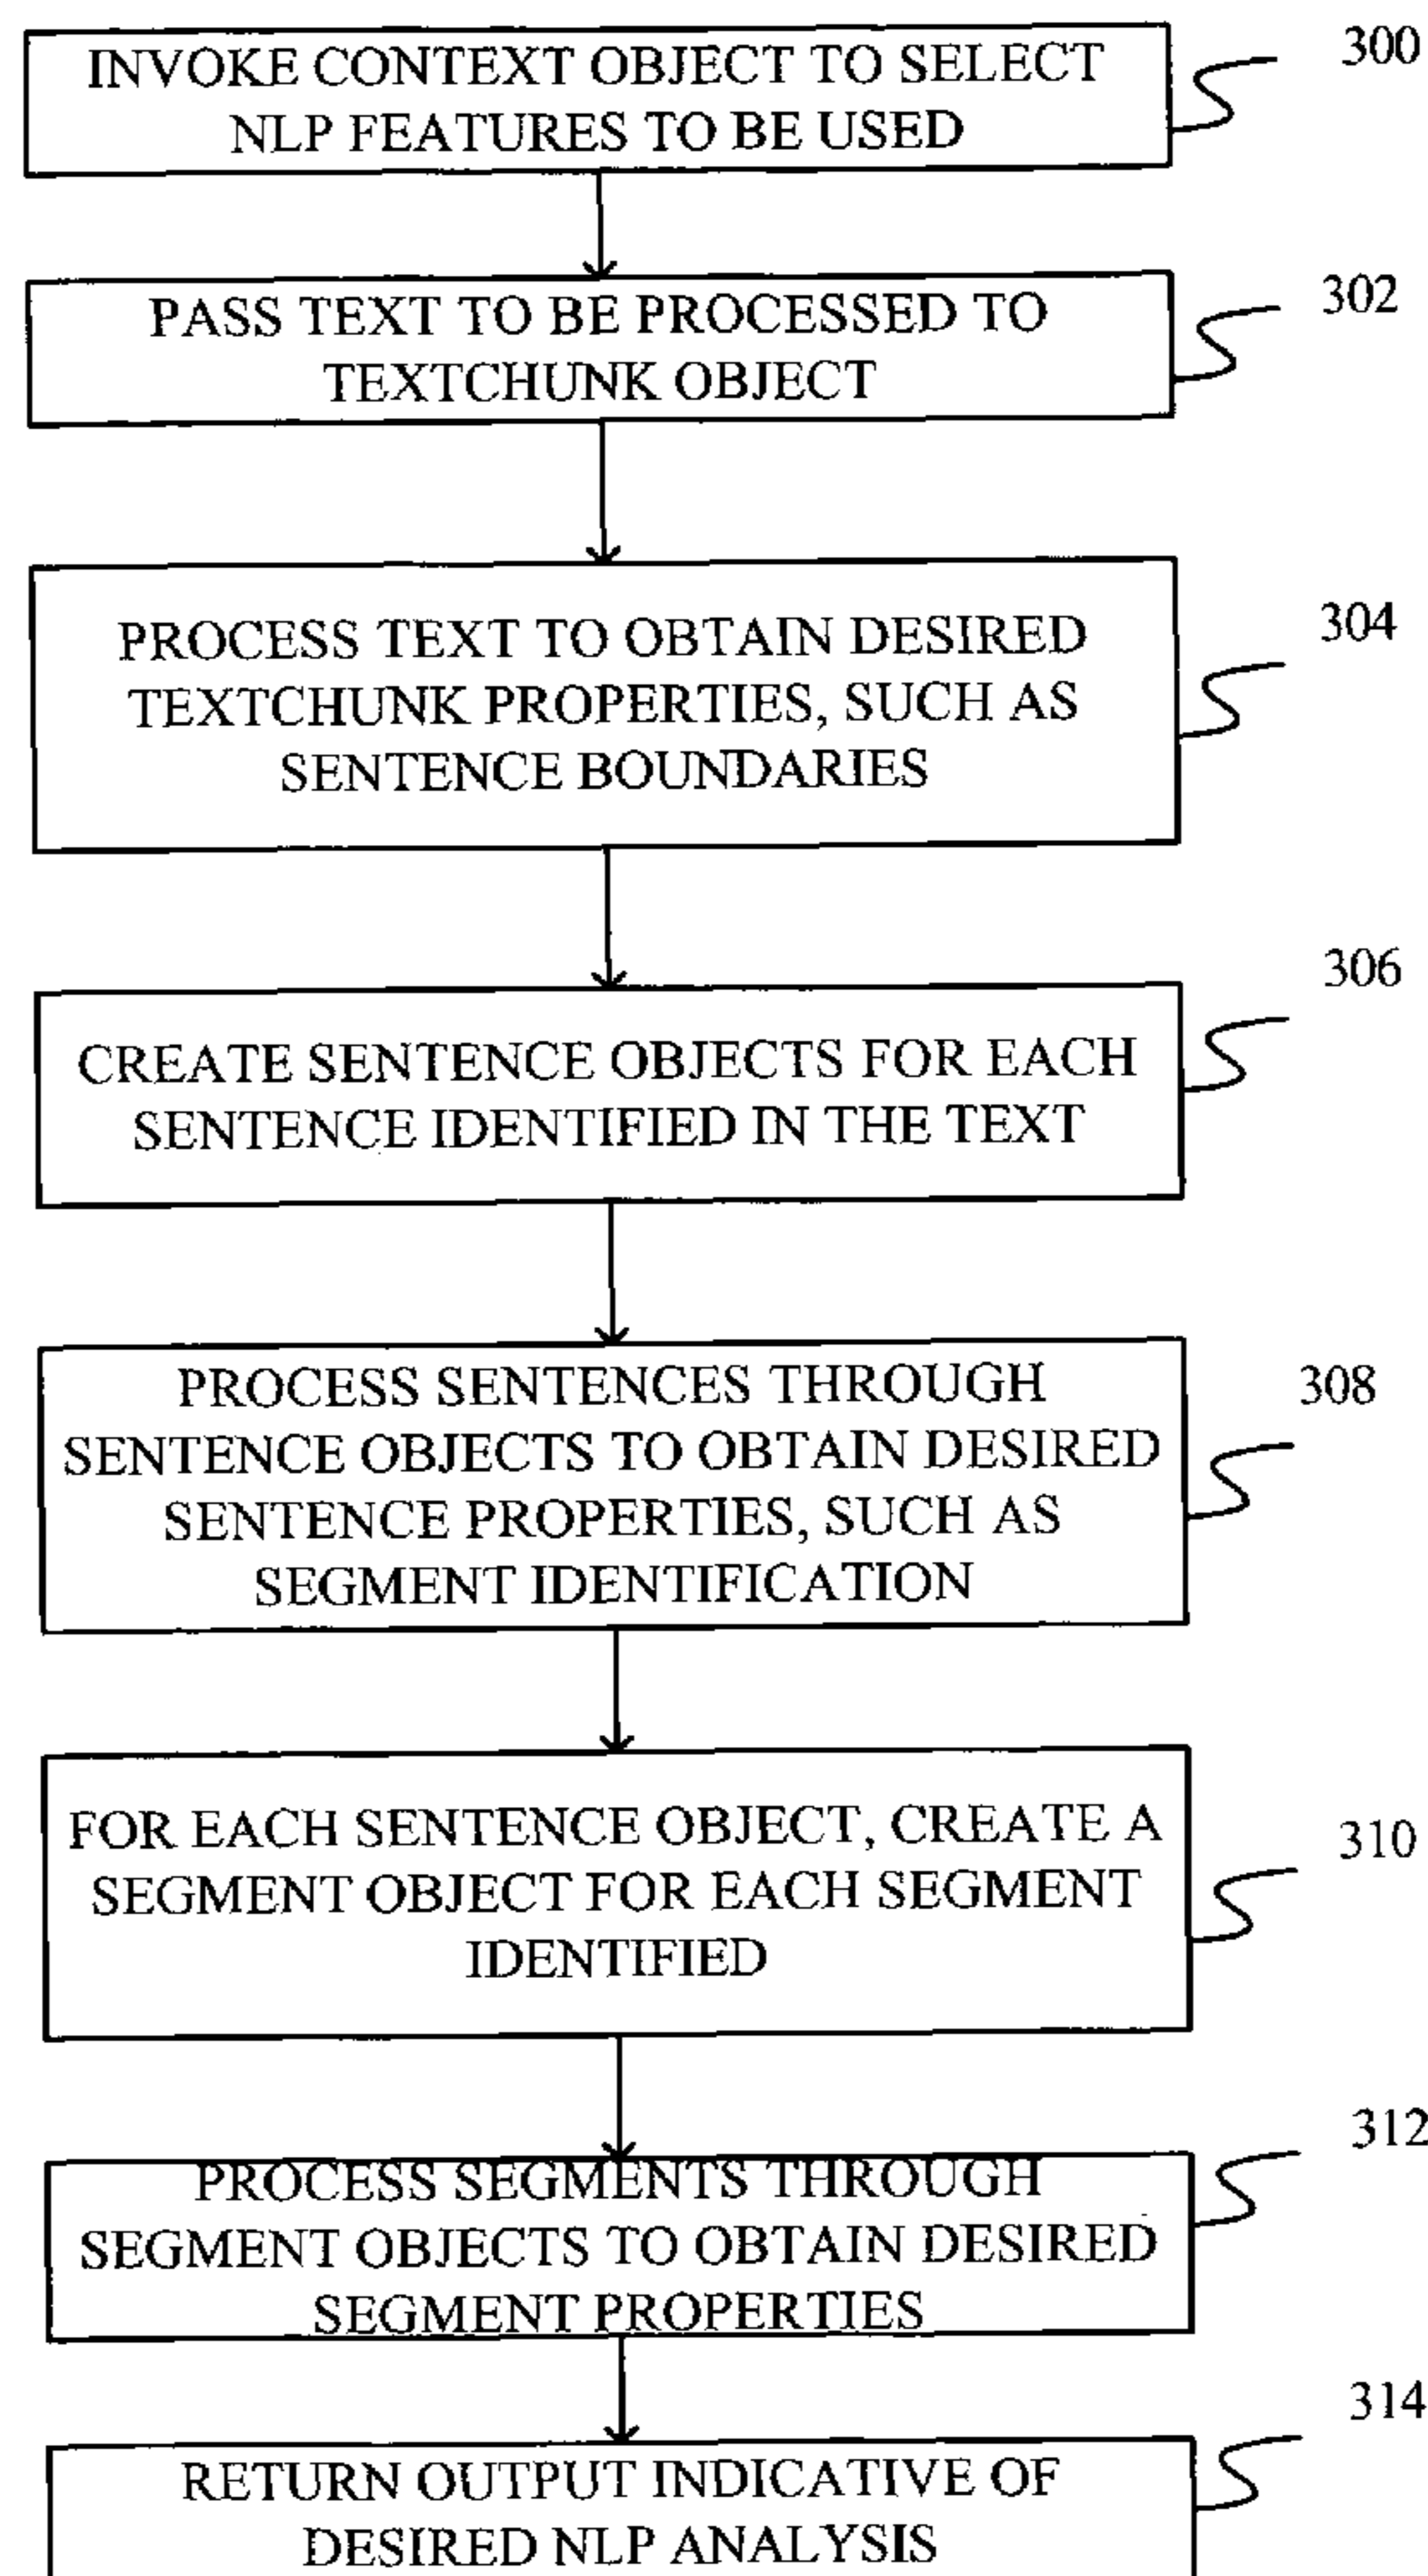 INVOKE CONTEXT OBJECT TO SELECT
NLP FEATURES TO BE USED
300
PASS TEXT TO BE PROCESSED TO
TEXTCHUNK OBJECT
302
PROCESS TEXT TO OBTAIN DESIRED
TEXTCHUNK PROPERTIES, SUCH AS
SENTENCE BOUNDARIES
304
CREATE SENTENCE OBJECTS FOR EACH
SENTENCE IDENTIFIED IN THE TEXT
306
PROCESS SENTENCES THROUGH
SENTENCE OBJECTS TO OBTAIN DESIRED
SENTENCE PROPERTIES, SUCH AS
SEGMENT IDENTIFICATION
308
FOR EACH SENTENCE OBJECT, CREATE A
SEGMENT OBJECT FOR EACH SEGMENT
IDENTIFIED
310
PROCESS SEGMENTS THROUGH
SEGMENT OBJECTS TO OBTAIN DESIRED
SEGMENT PROPERTIES
312
RETURN OUTPUT INDICATIVE OF
DESIRED NLP ANALYSIS
314